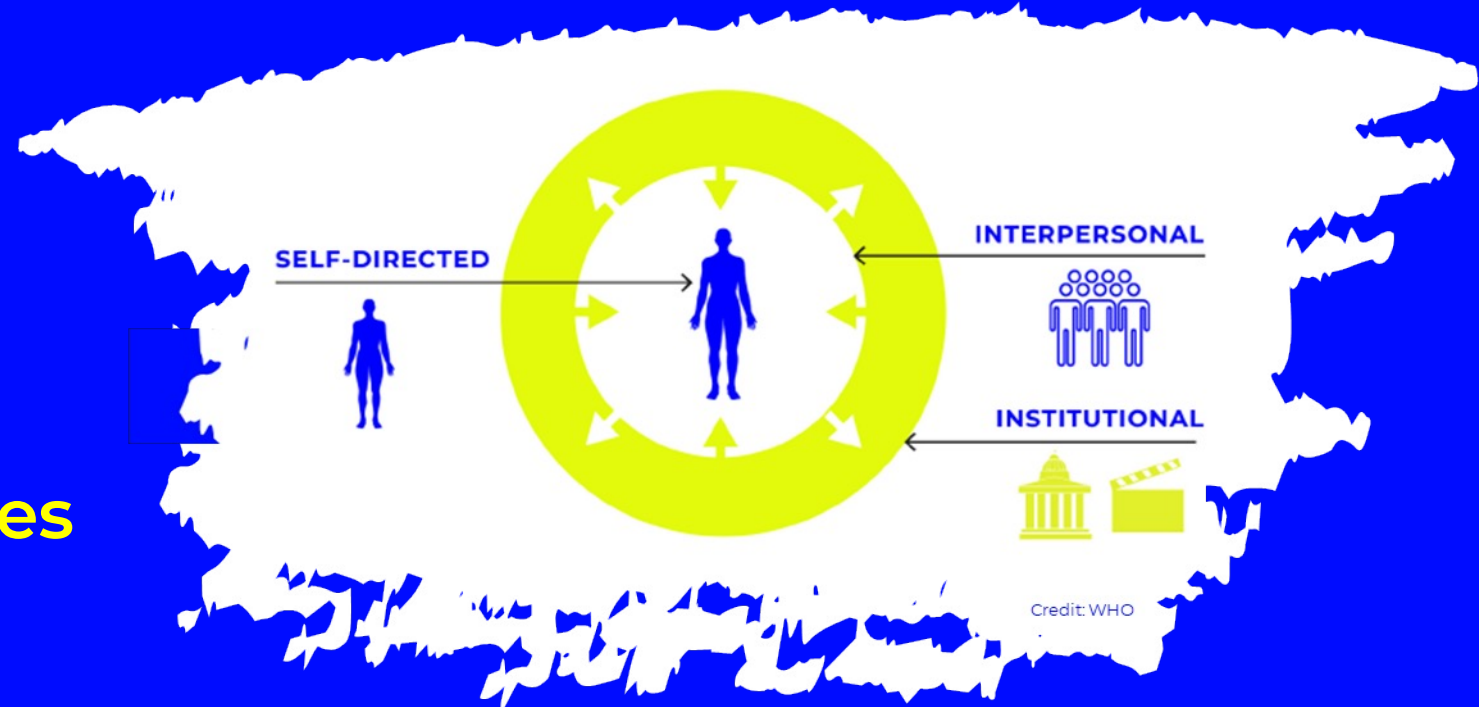 SELF-DIRECTED
INTERPERSONAL
INSTITUTIONAL
es
Credit: WHO